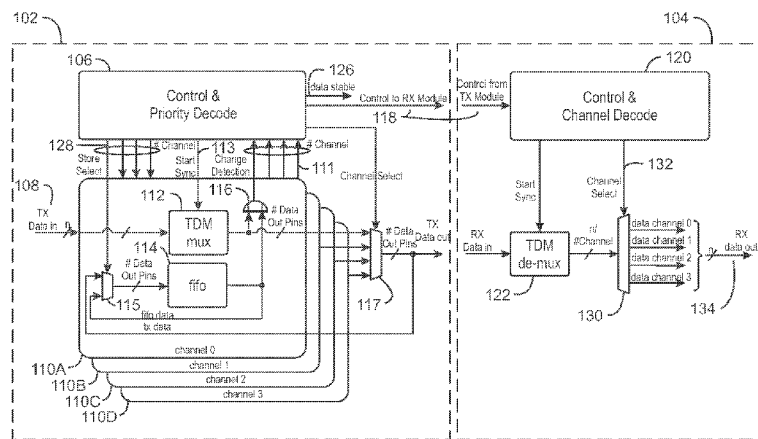 102
104
106
Control &
Priority Decode
126
data stable
Control to RX Module
118
Control from
TX Module
120
Control &
Channel Decode
128
Store
Select
# Channel
113
Start
Sync
Change
Detection
# Channel
111
Channel Select
108
TX
Data in
n
112
TDM
mux
116
# Data
Out Pins
# Data
Out Pins
TX
Data out
114
fifo
# Data
Out Pins
115
fifo data
tx data
117
channel 0
channel 1
channel 2
channel 3
110A
110B
110C
110D
Start
Sync
Channel
Select
132
RX
Data in
TDM
de-mux
122
n/
#Channel
data channel 0
data channel 1
data channel 2
data channel 3
130
n
RX
data out
134